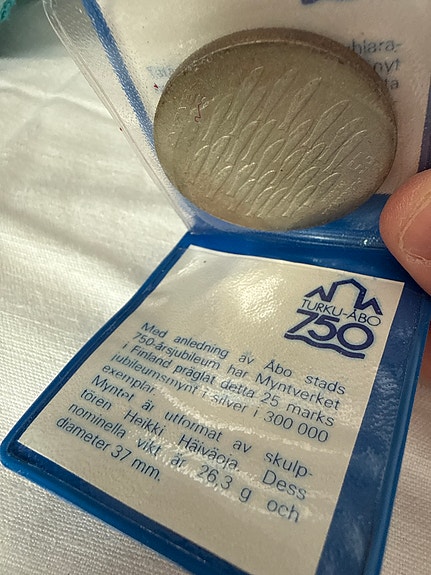 TURKU-ÅBO
750
Med anledning av Åbo stads
750-årsjubileum har Myntverket
i Finland präglat detta 25 marks
jubileumsmynt i silver i 300 000
exemplar.
Myntet är utformat av skulp-
tören Heikki Häiväoja. Dess
nominella vikt är 26,3 g och
diameter 37 mm.